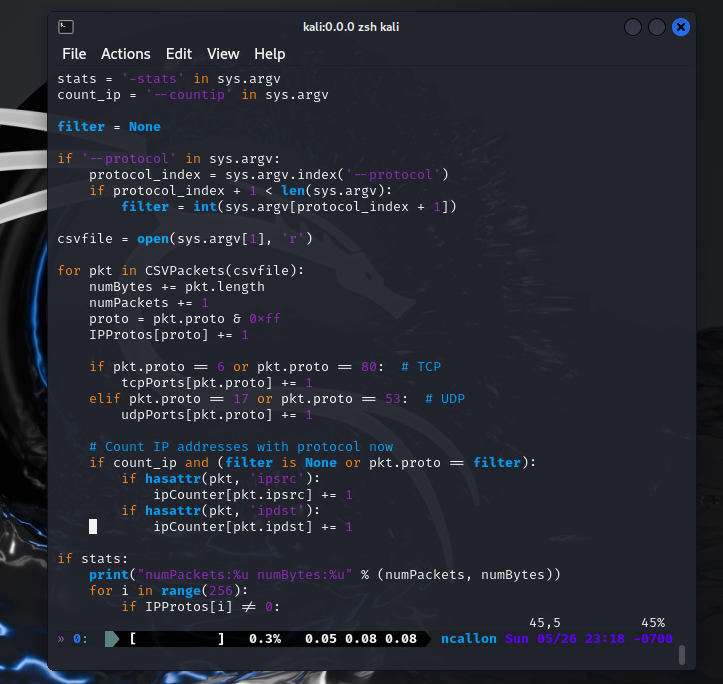 kali:0.0.0 zsh kali
File Actions Edit View Help
stats = '-stats' in sys.argv
count_ip = '--countip' in sys.argv
filter = None
if '--protocol' in sys.argv:
    protocol_index = sys.argv.index('--protocol')
    if protocol_index + 1 < len(sys.argv):
        filter = int(sys.argv[protocol_index + 1])
csvfile = open(sys.argv[1], 'r')
for pkt in CSVPackets(csvfile):
    numBytes += pkt.length
    numPackets += 1
    proto = pkt.proto & 0xff
    IPProtos[proto] += 1
    if pkt.proto == 6 or pkt.proto == 80:  # TCP
        tcpPorts[pkt.proto] += 1
    elif pkt.proto == 17 or pkt.proto == 53:  # UDP
        udpPorts[pkt.proto] += 1
    # Count IP addresses with protocol now
    if count_ip and (filter is None or pkt.proto == filter):
        if hasattr(pkt, 'ipsrc'):
            ipCounter[pkt.ipsrc] += 1
        if hasattr(pkt, 'ipdst'):
            ipCounter[pkt.ipdst] += 1
if stats:
    print("numPackets:%u numBytes:%u" % (numPackets, numBytes))
    for i in range(256):
        if IPProtos[i] != 0:
45,5 45%
» 0: [ ] 0.3% 0.05 0.08 0.08 ncallon Sun 05/26 23:18 -0700